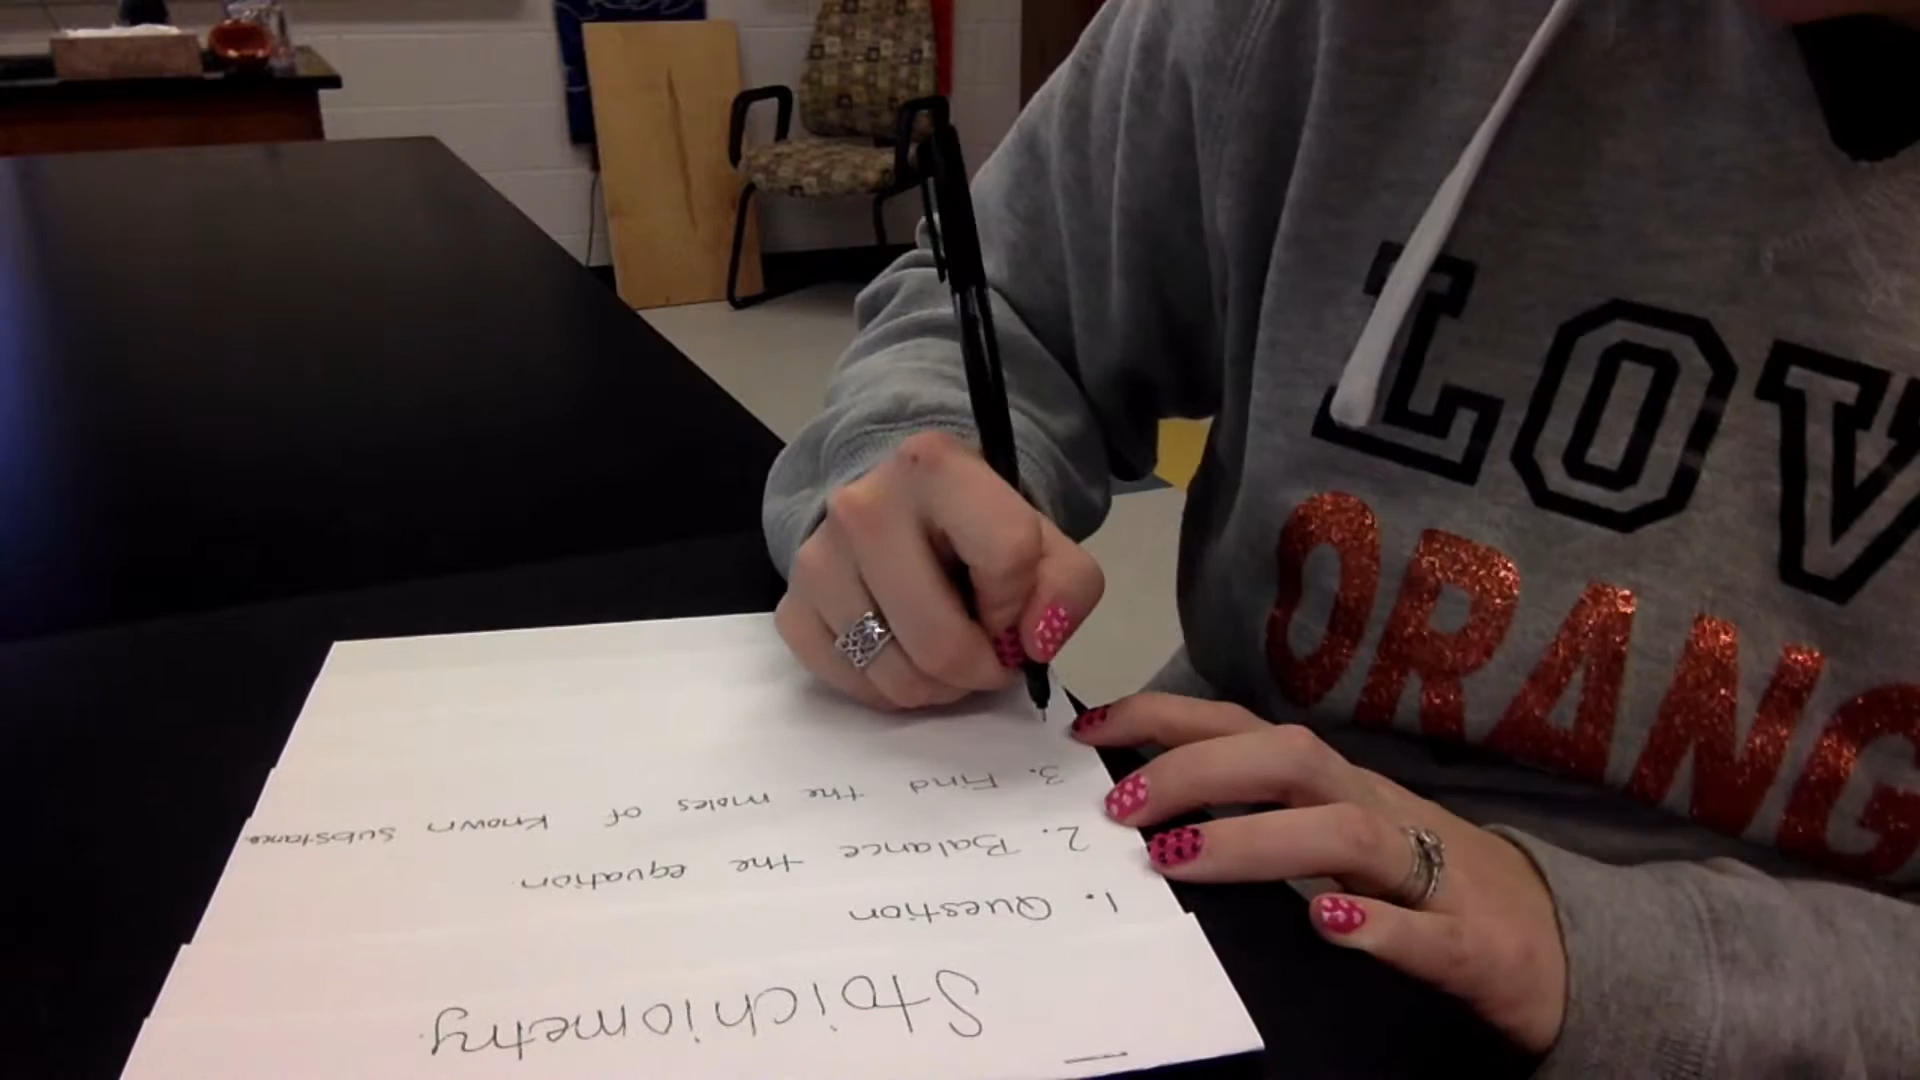 Stoichiometry
1. Question
2. Balance the equation
3. Find the moles of known substance
LOV
ORANG